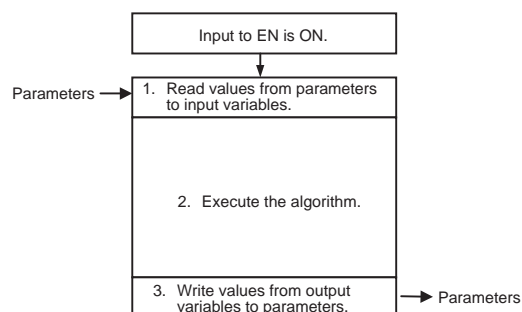 Input to EN is ON.
Parameters
1. Read values from parameters
to input variables.
2. Execute the algorithm.
3. Write values from output
variables to parameters.
Parameters